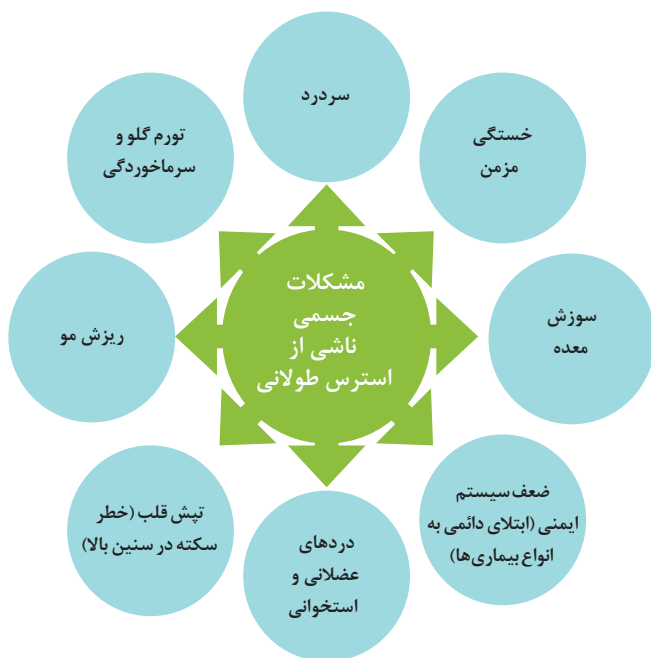 مشکلات
جسمی
ناشی از
استرس طولانی
سردرد
خستگی
مزمن
سوزش
معده
ضعف سیستم
ایمنی (ابتلای دائمی به
انواع بیماری‌ها)
دردهای
عضلانی و
استخوانی
تپش قلب (خطر
سکته در سنین بالا)
ریزش مو
تورم گلو و
سرماخوردگی